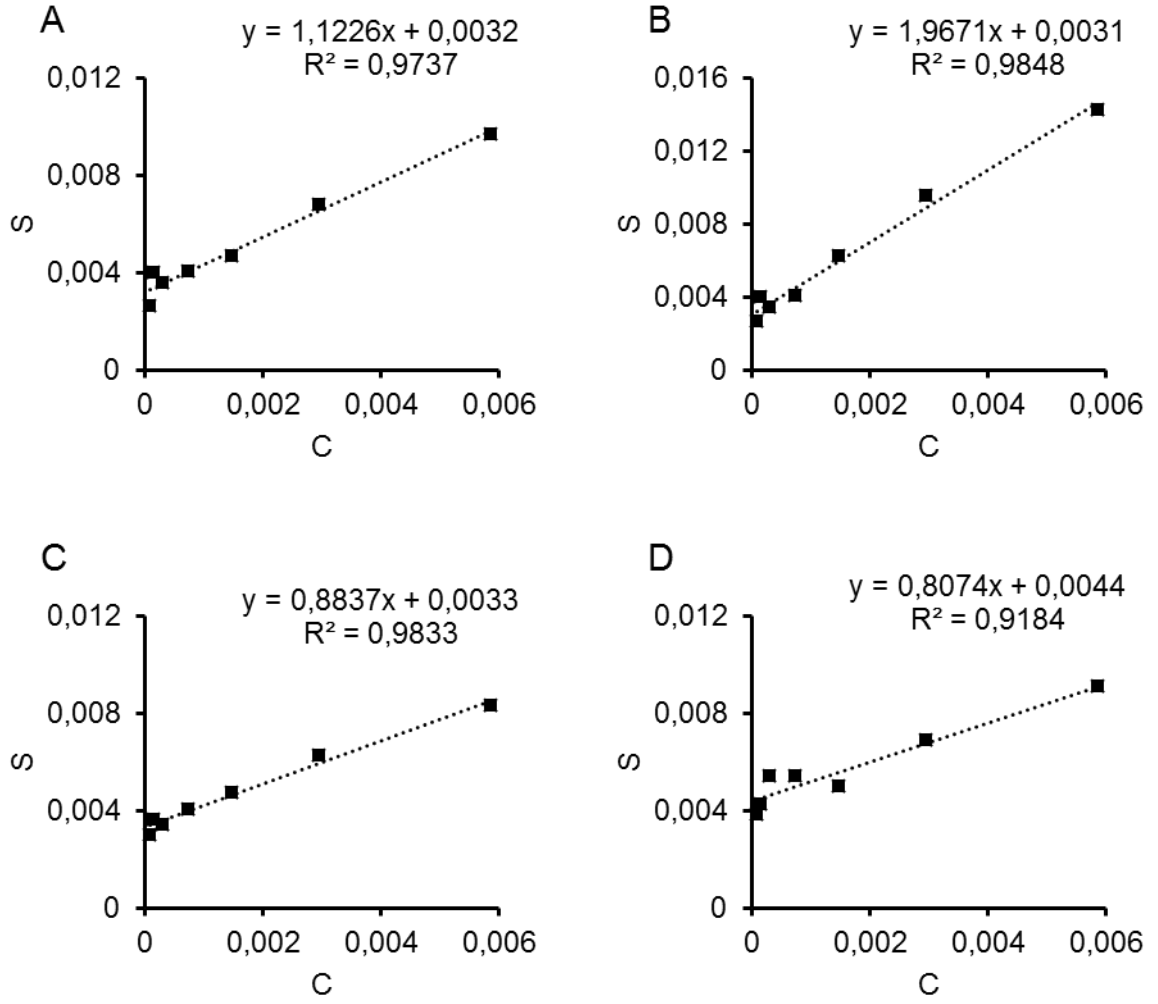 A
y = 1,1226x + 0,0032
R² = 0,9737
0,012
0,008
0,004
0
S
0 0,002 0,004 0,006
C
B
y = 1,9671x + 0,0031
R² = 0,9848
0,016
0,012
0,008
0,004
0
S
0 0,002 0,004 0,006
C
C
y = 0,8837x + 0,0033
R² = 0,9833
0,012
0,008
0,004
0
S
0 0,002 0,004 0,006
C
D
y = 0,8074x + 0,0044
R² = 0,9184
0,012
0,008
0,004
0
S
0 0,002 0,004 0,006
C